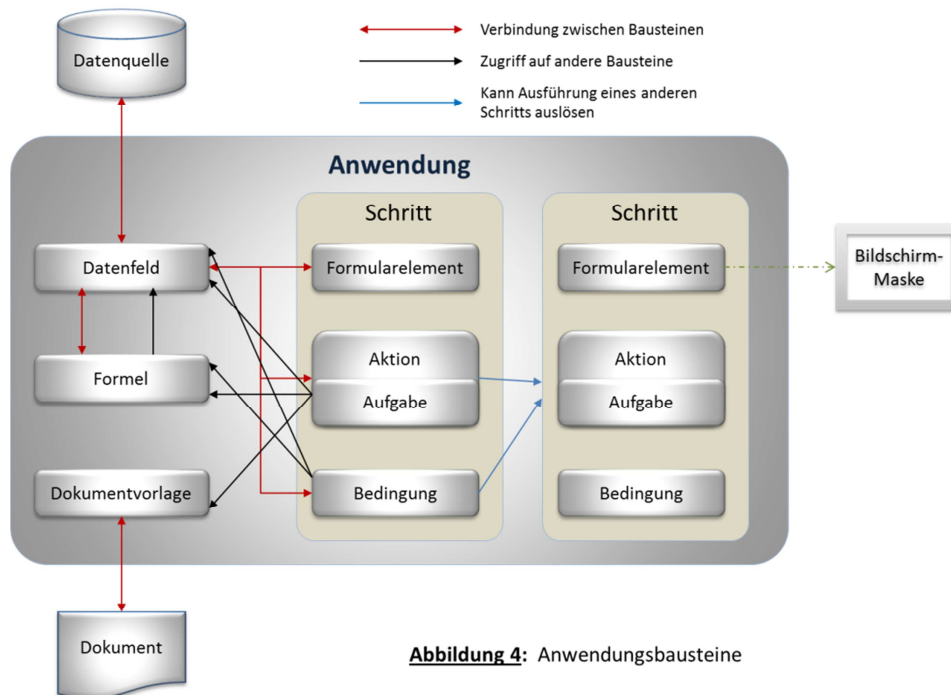 Datenquelle
Verbindung zwischen Bausteinen
Zugriff auf andere Bausteine
Kann Ausführung eines anderen
Schritts auslösen
Anwendung
Schritt
Schritt
Datenfeld
Formularelement
Formularelement
Bildschirm-
Maske
Formel
Aktion
Aufgabe
Aktion
Aufgabe
Dokumentvorlage
Bedingung
Bedingung
Dokument
Abbildung 4: Anwendungsbausteine